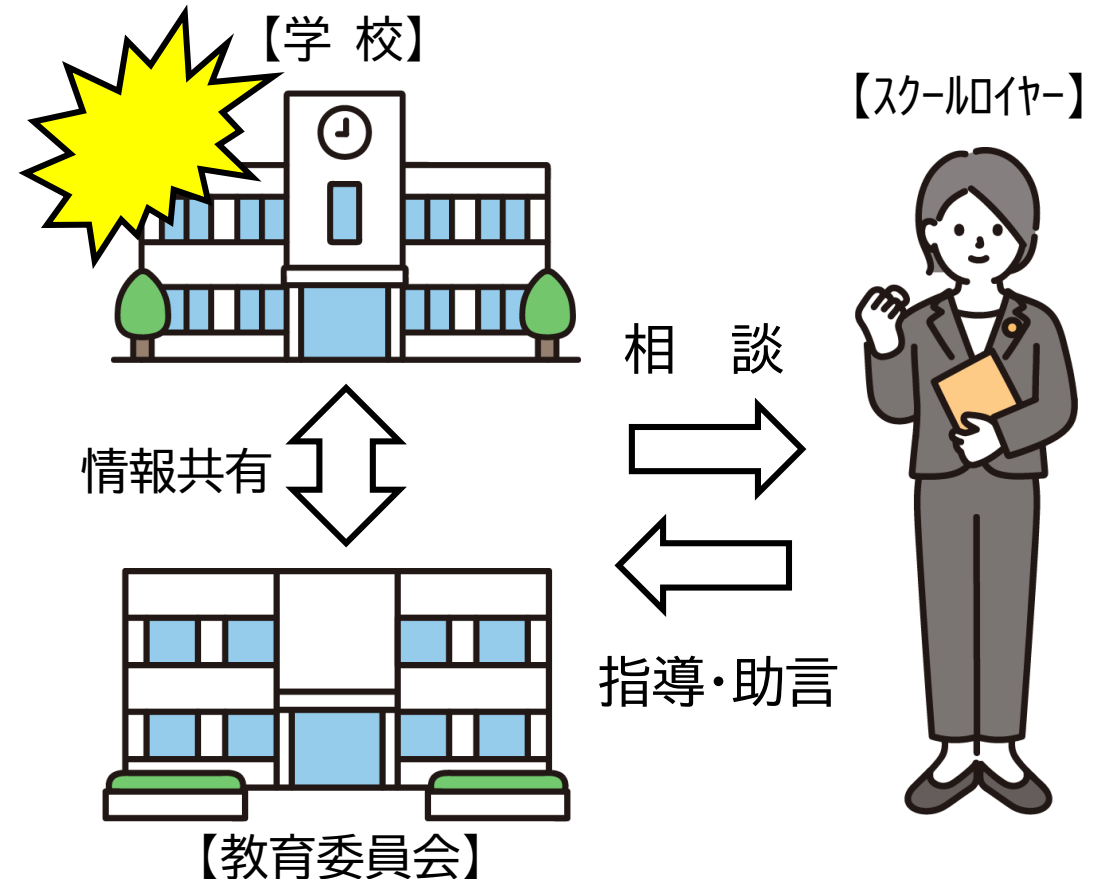 【学 校】
【スクールロイヤー】
相 談
情報共有
指導・助言
【教育委員会】